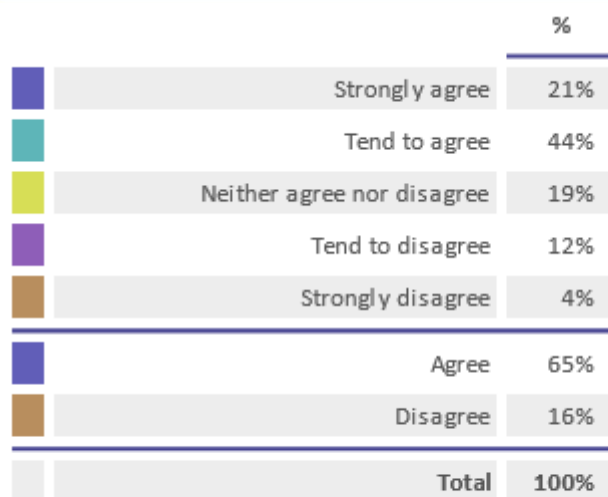 %
Strongly agree 21%
Tend to agree 44%
Neither agree nor disagree 19%
Tend to disagree 12%
Strongly disagree 4%
Agree 65%
Disagree 16%
Total 100%